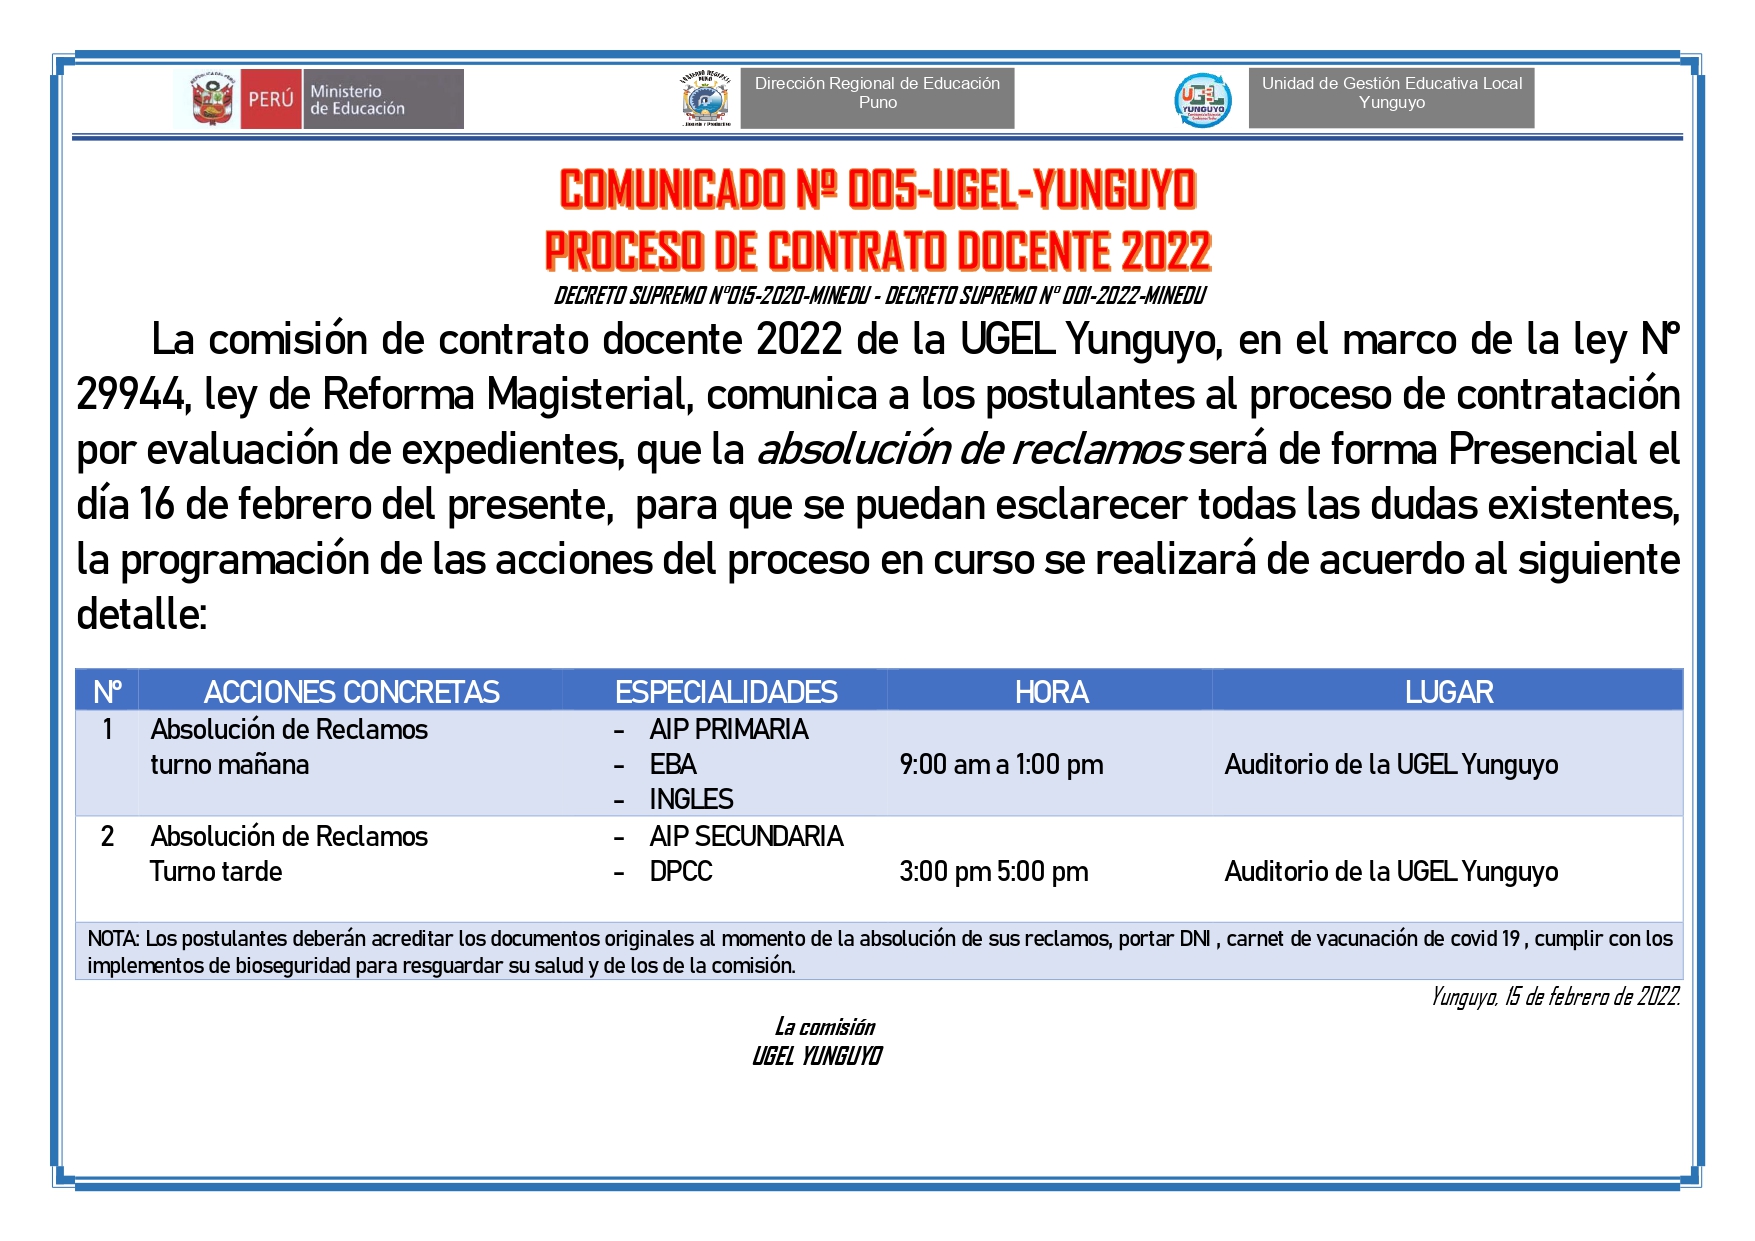 REPUBLICA DEL PERU
PERÚ
Ministerio
de Educación
GOBIERNO REGIONAL
PUNO
Dirección Regional de Educación
Puno
UGEL
YUNGUYO
Unidad de Gestión Educativa Local
Yunguyo
COMUNICADO Nº 005-UGEL-YUNGUYO
PROCESO DE CONTRATO DOCENTE 2022
DECRETO SUPREMO N°015-2020-MINEDU - DECRETO SUPREMO N° 001-2022-MINEDU
La comisión de contrato docente 2022 de la UGEL Yunguyo, en el marco de la ley N°
29944, ley de Reforma Magisterial, comunica a los postulantes al proceso de contratación
por evaluación de expedientes, que la absolución de reclamos será de forma Presencial el
día 16 de febrero del presente, para que se puedan esclarecer todas las dudas existentes,
la programación de las acciones del proceso en curso se realizará de acuerdo al siguiente
detalle:
N° ACCIONES CONCRETAS ESPECIALIDADES HORA LUGAR
1 Absolución de Reclamos - AIP PRIMARIA
turno mañana - EBA 9:00 am a 1:00 pm Auditorio de la UGEL Yunguyo
- INGLES
2 Absolución de Reclamos - AIP SECUNDARIA
Turno tarde - DPCC 3:00 pm 5:00 pm Auditorio de la UGEL Yunguyo
NOTA: Los postulantes deberán acreditar los documentos originales al momento de la absolución de sus reclamos, portar DNI , carnet de vacunación de covid 19 , cumplir con los
implementos de bioseguridad para resguardar su salud y de los de la comisión.
Yunguyo, 15 de febrero de 2022.
La comisión
UGEL YUNGUYO